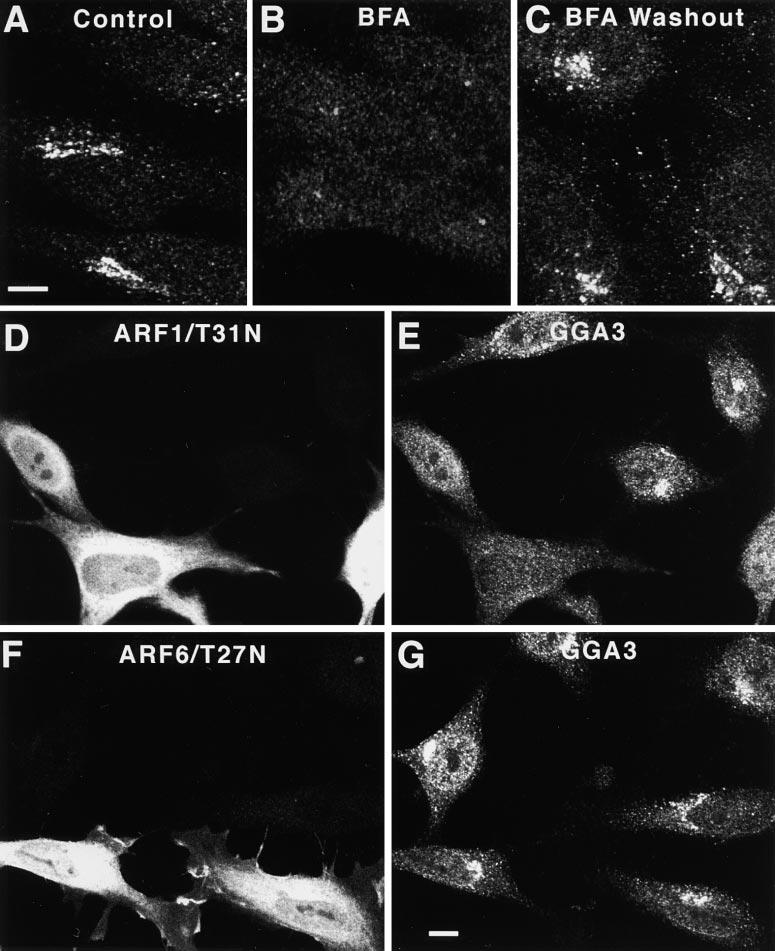 A Control
B BFA
C BFA Washout
D ARF1/T31N
E GGA3
F ARF6/T27N
G GGA3